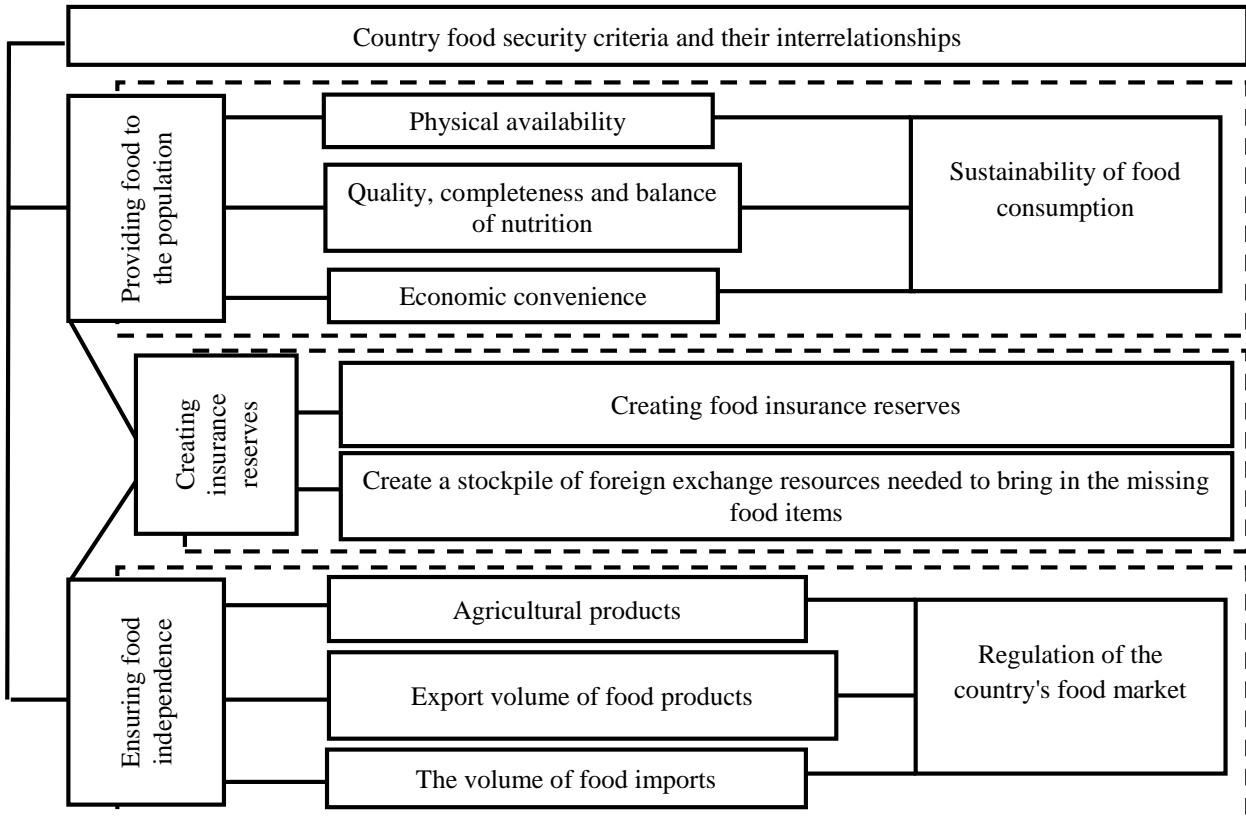 Country food security criteria and their interrelationships
Providing food to
the population
Physical availability
Quality, completeness and balance
of nutrition
Economic convenience
Sustainability of food
consumption
Creating
insurance
reserves
Creating food insurance reserves
Create a stockpile of foreign exchange resources needed to bring in the missing
food items
Ensuring food
independence
Agricultural products
Export volume of food products
The volume of food imports
Regulation of the
country's food market